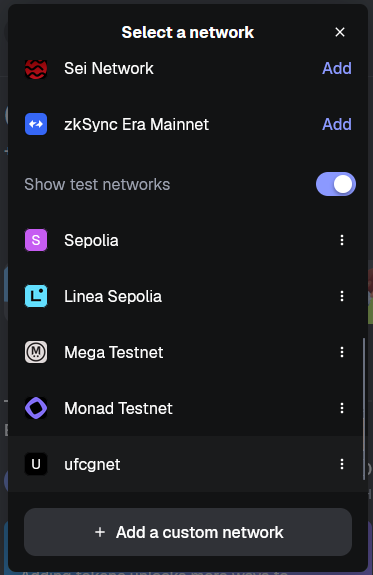 Select a network
Sei Network Add
zkSync Era Mainnet Add
Show test networks
S Sepolia
L Linea Sepolia
M Mega Testnet
Monad Testnet
U ufcgnet
+ Add a custom network